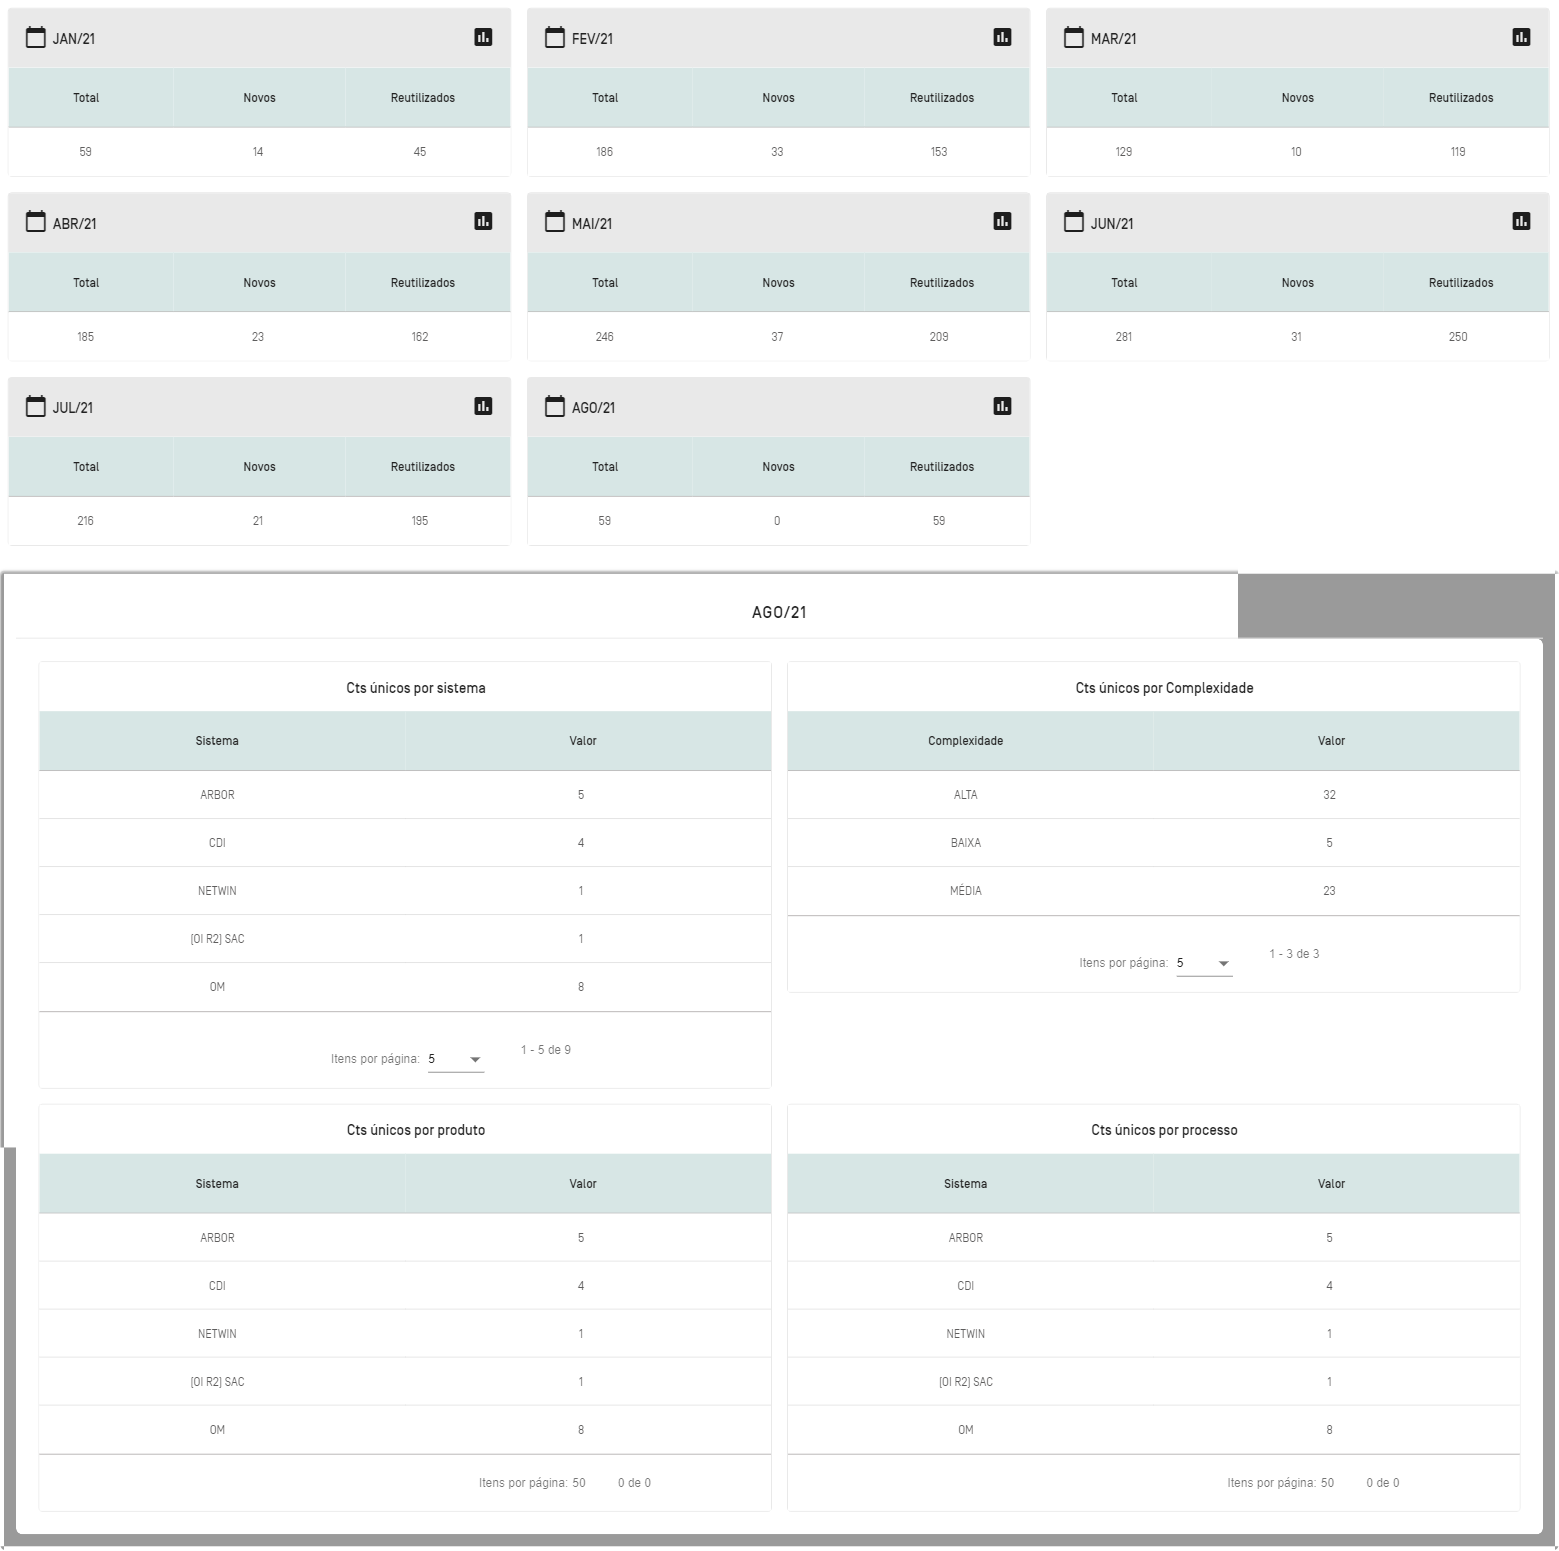 JAN/21 FEV/21 MAR/21
Total Novos Reutilizados Total Novos Reutilizados Total Novos Reutilizados
59 14 45 186 33 153 129 10 119
ABR/21 MAI/21 JUN/21
Total Novos Reutilizados Total Novos Reutilizados Total Novos Reutilizados
185 23 162 246 37 209 281 31 250
JUL/21 AGO/21
Total Novos Reutilizados Total Novos Reutilizados
216 21 195 59 0 59
AGO/21
Cts únicos por sistema
Sistema Valor
ARBOR 5
CDI 4
NETWIN 1
[OI R2] SAC 1
OM 8
Itens por página: 5 1 - 5 de 9
Cts únicos por Complexidade
Complexidade Valor
ALTA 32
BAIXA 5
MÉDIA 23
Itens por página: 5 1 - 3 de 3
Cts únicos por produto
Sistema Valor
ARBOR 5
CDI 4
NETWIN 1
[OI R2] SAC 1
OM 8
Itens por página: 50 0 de 0
Cts únicos por processo
Sistema Valor
ARBOR 5
CDI 4
NETWIN 1
[OI R2] SAC 1
OM 8
Itens por página: 50 0 de 0